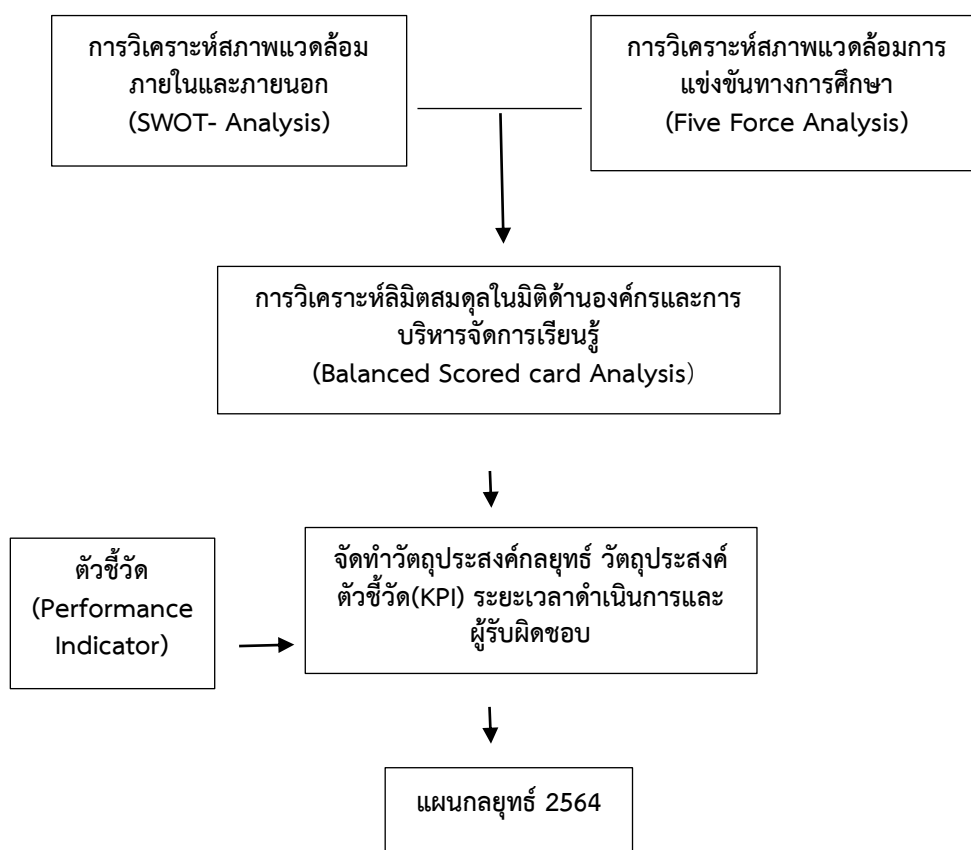 การวิเคราะห์สภาพแวดล้อม
ภายในและภายนอก
(SWOT- Analysis)
การวิเคราะห์สภาพแวดล้อมการ
แข่งขันทางการศึกษา
(Five Force Analysis)
การวิเคราะห์ลิมิตสมดุลในมิติด้านองค์กรและการ
บริหารจัดการเรียนรู้
(Balanced Scored card Analysis)
ตัวชี้วัด
(Performance
Indicator)
จัดทำวัตถุประสงค์กลยุทธ์ วัตถุประสงค์
ตัวชี้วัด(KPI) ระยะเวลาดำเนินการและ
ผู้รับผิดชอบ
แผนกลยุทธ์ 2564